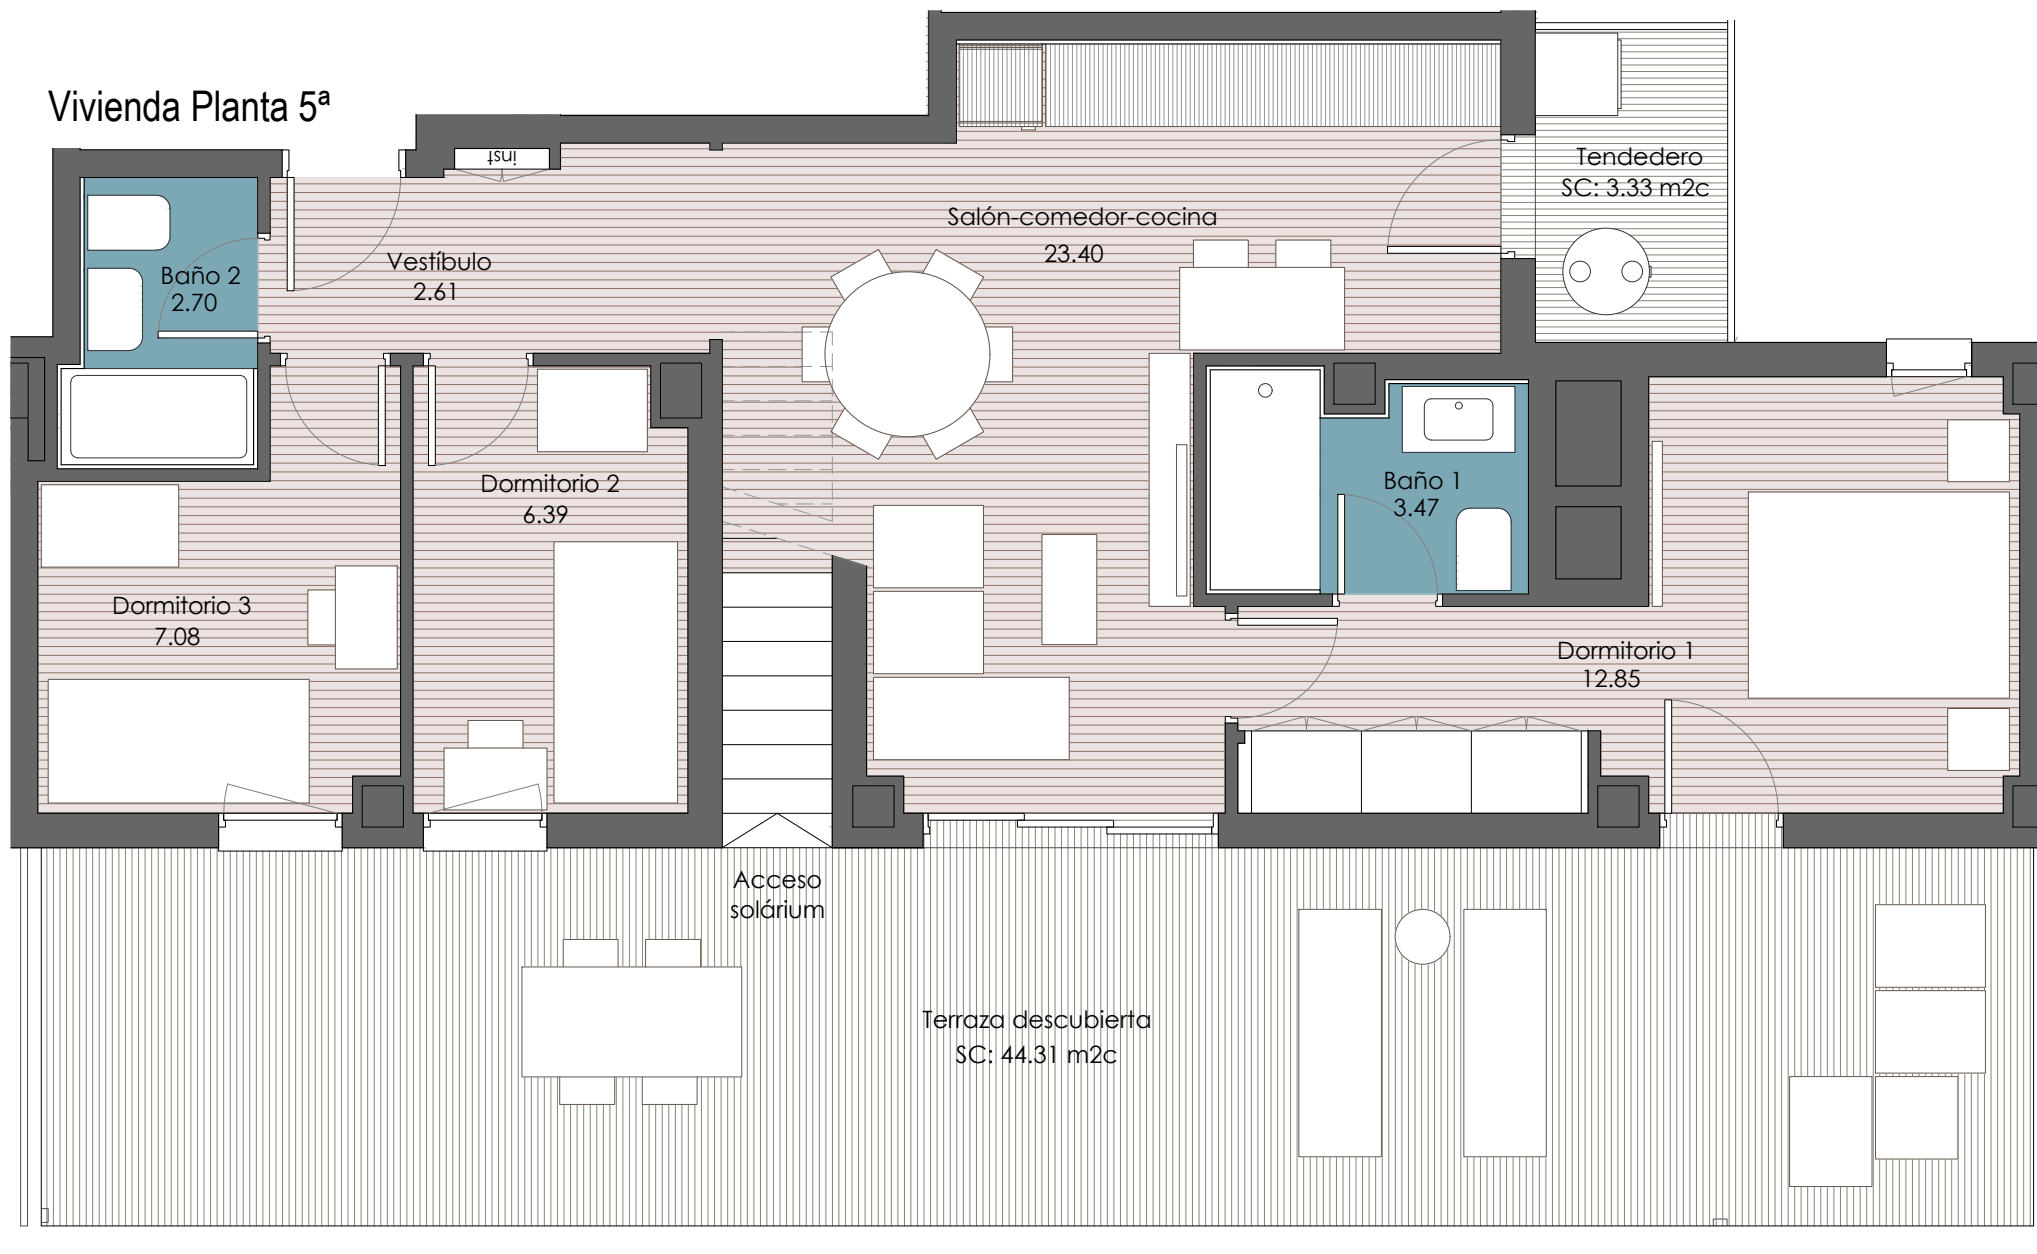 Vivienda Planta 5ª
inst
Tendedero
SC: 3.33 m2c
Salón-comedor-cocina
23.40
Vestíbulo
2.61
Baño 2
2.70
Dormitorio 2
6.39
Baño 1
3.47
Dormitorio 3
7.08
Dormitorio 1
12.85
Acceso
solárium
Terraza descubierta
SC: 44.31 m2c